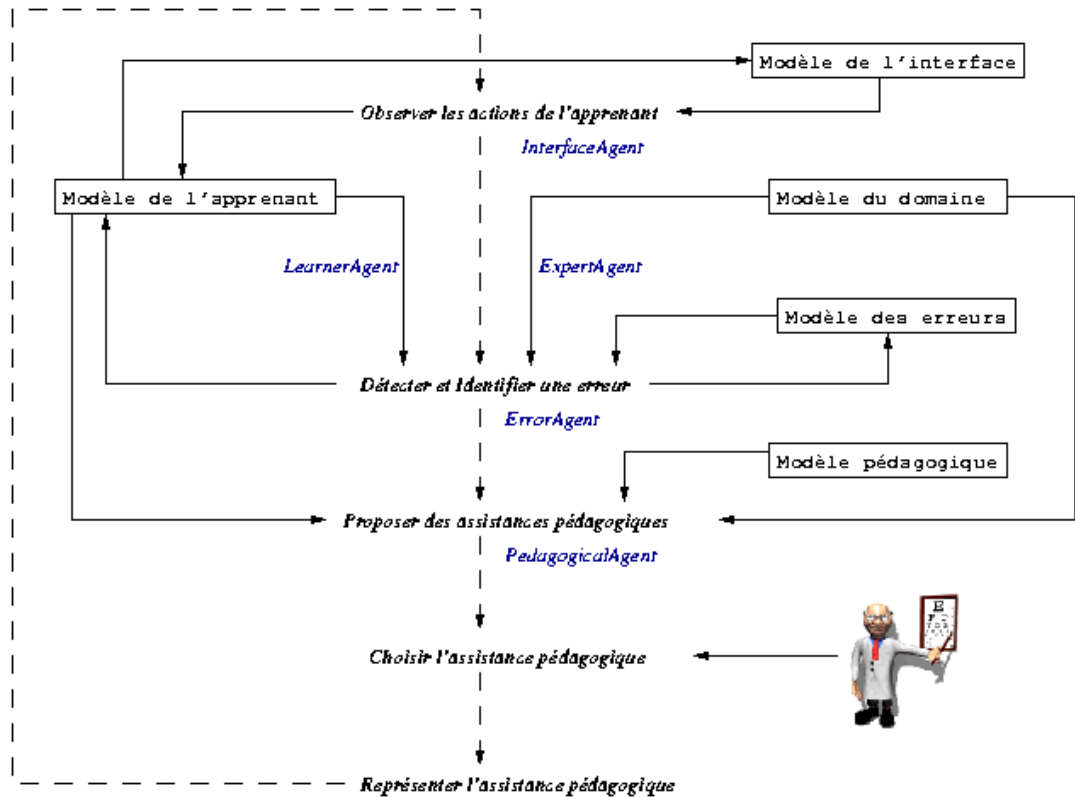 Modèle de l'interface
Observer les actions de l'apprenant
InterfaceAgent
Modèle de l'apprenant
Modèle du domaine
LearnerAgent
ExpertAgent
Modèle des erreurs
Détecter et Identifier une erreur
ErrorAgent
Modèle pédagogique
Proposer des assistances pédagogiques
PedagogicalAgent
E
Choisir l'assistance pédagogique
Représenter l'assistance pédagogique